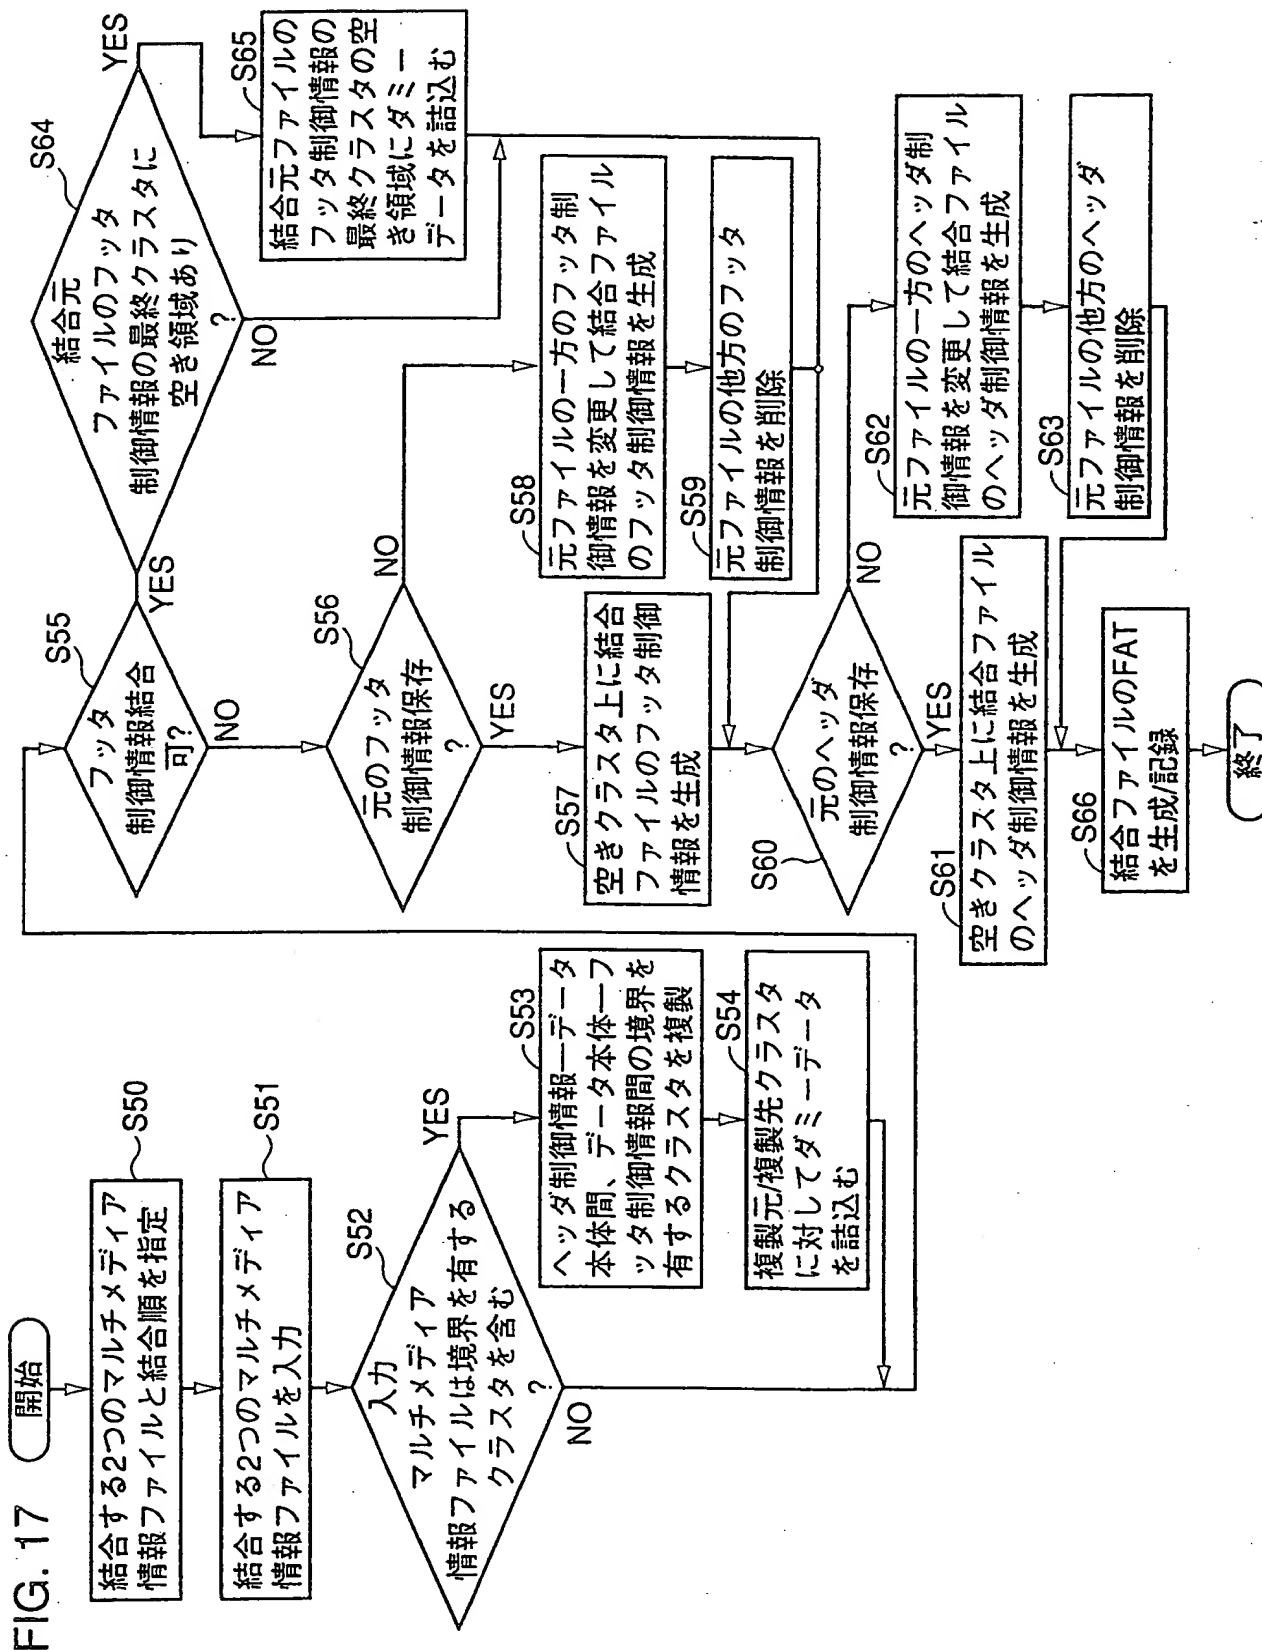 FIG. 17
開始
S50
結合する2つのマルチメディア
情報ファイルと結合順を指定
S51
結合する2つのマルチメディア
情報ファイルを入力
S52
入力
マルチメディア
情報ファイルは境界を有する
クラスタを含む
?
YES
NO
S53
ヘッダ制御情報ーデータ
本体間、データ本体ーフ
ッタ制御情報間の境界を
有するクラスタを複製
S54
複製元/複製先クラスタ
に対してダミーデータ
を詰込む
S55
フッタ
制御情報結合
可?
YES
NO
S64
結合元
ファイルのフッタ
制御情報の最終クラスタに
空き領域あり
?
YES
NO
S65
結合元ファイルの
フッタ制御情報の
最終クラスタの空
き領域にダミー
データを詰込む
S56
元のフッタ
制御情報保存
?
NO
YES
S58
元ファイルの一方のフッタ制
御情報を変更して結合ファイル
のフッタ制御情報を生成
S59
元ファイルの他方のフッタ
制御情報を削除
S57
空きクラスタ上に結合
ファイルのフッタ制御
情報を生成
S60
元のヘッダ
制御情報保存
?
NO
YES
S62
元ファイルの一方のヘッダ制
御情報を変更して結合ファイル
のヘッダ制御情報を生成
S63
元ファイルの他方のヘッダ
制御情報を削除
S61
空きクラスタ上に結合ファイル
のヘッダ制御情報を生成
S66
結合ファイルのFAT
を生成/記録
終了